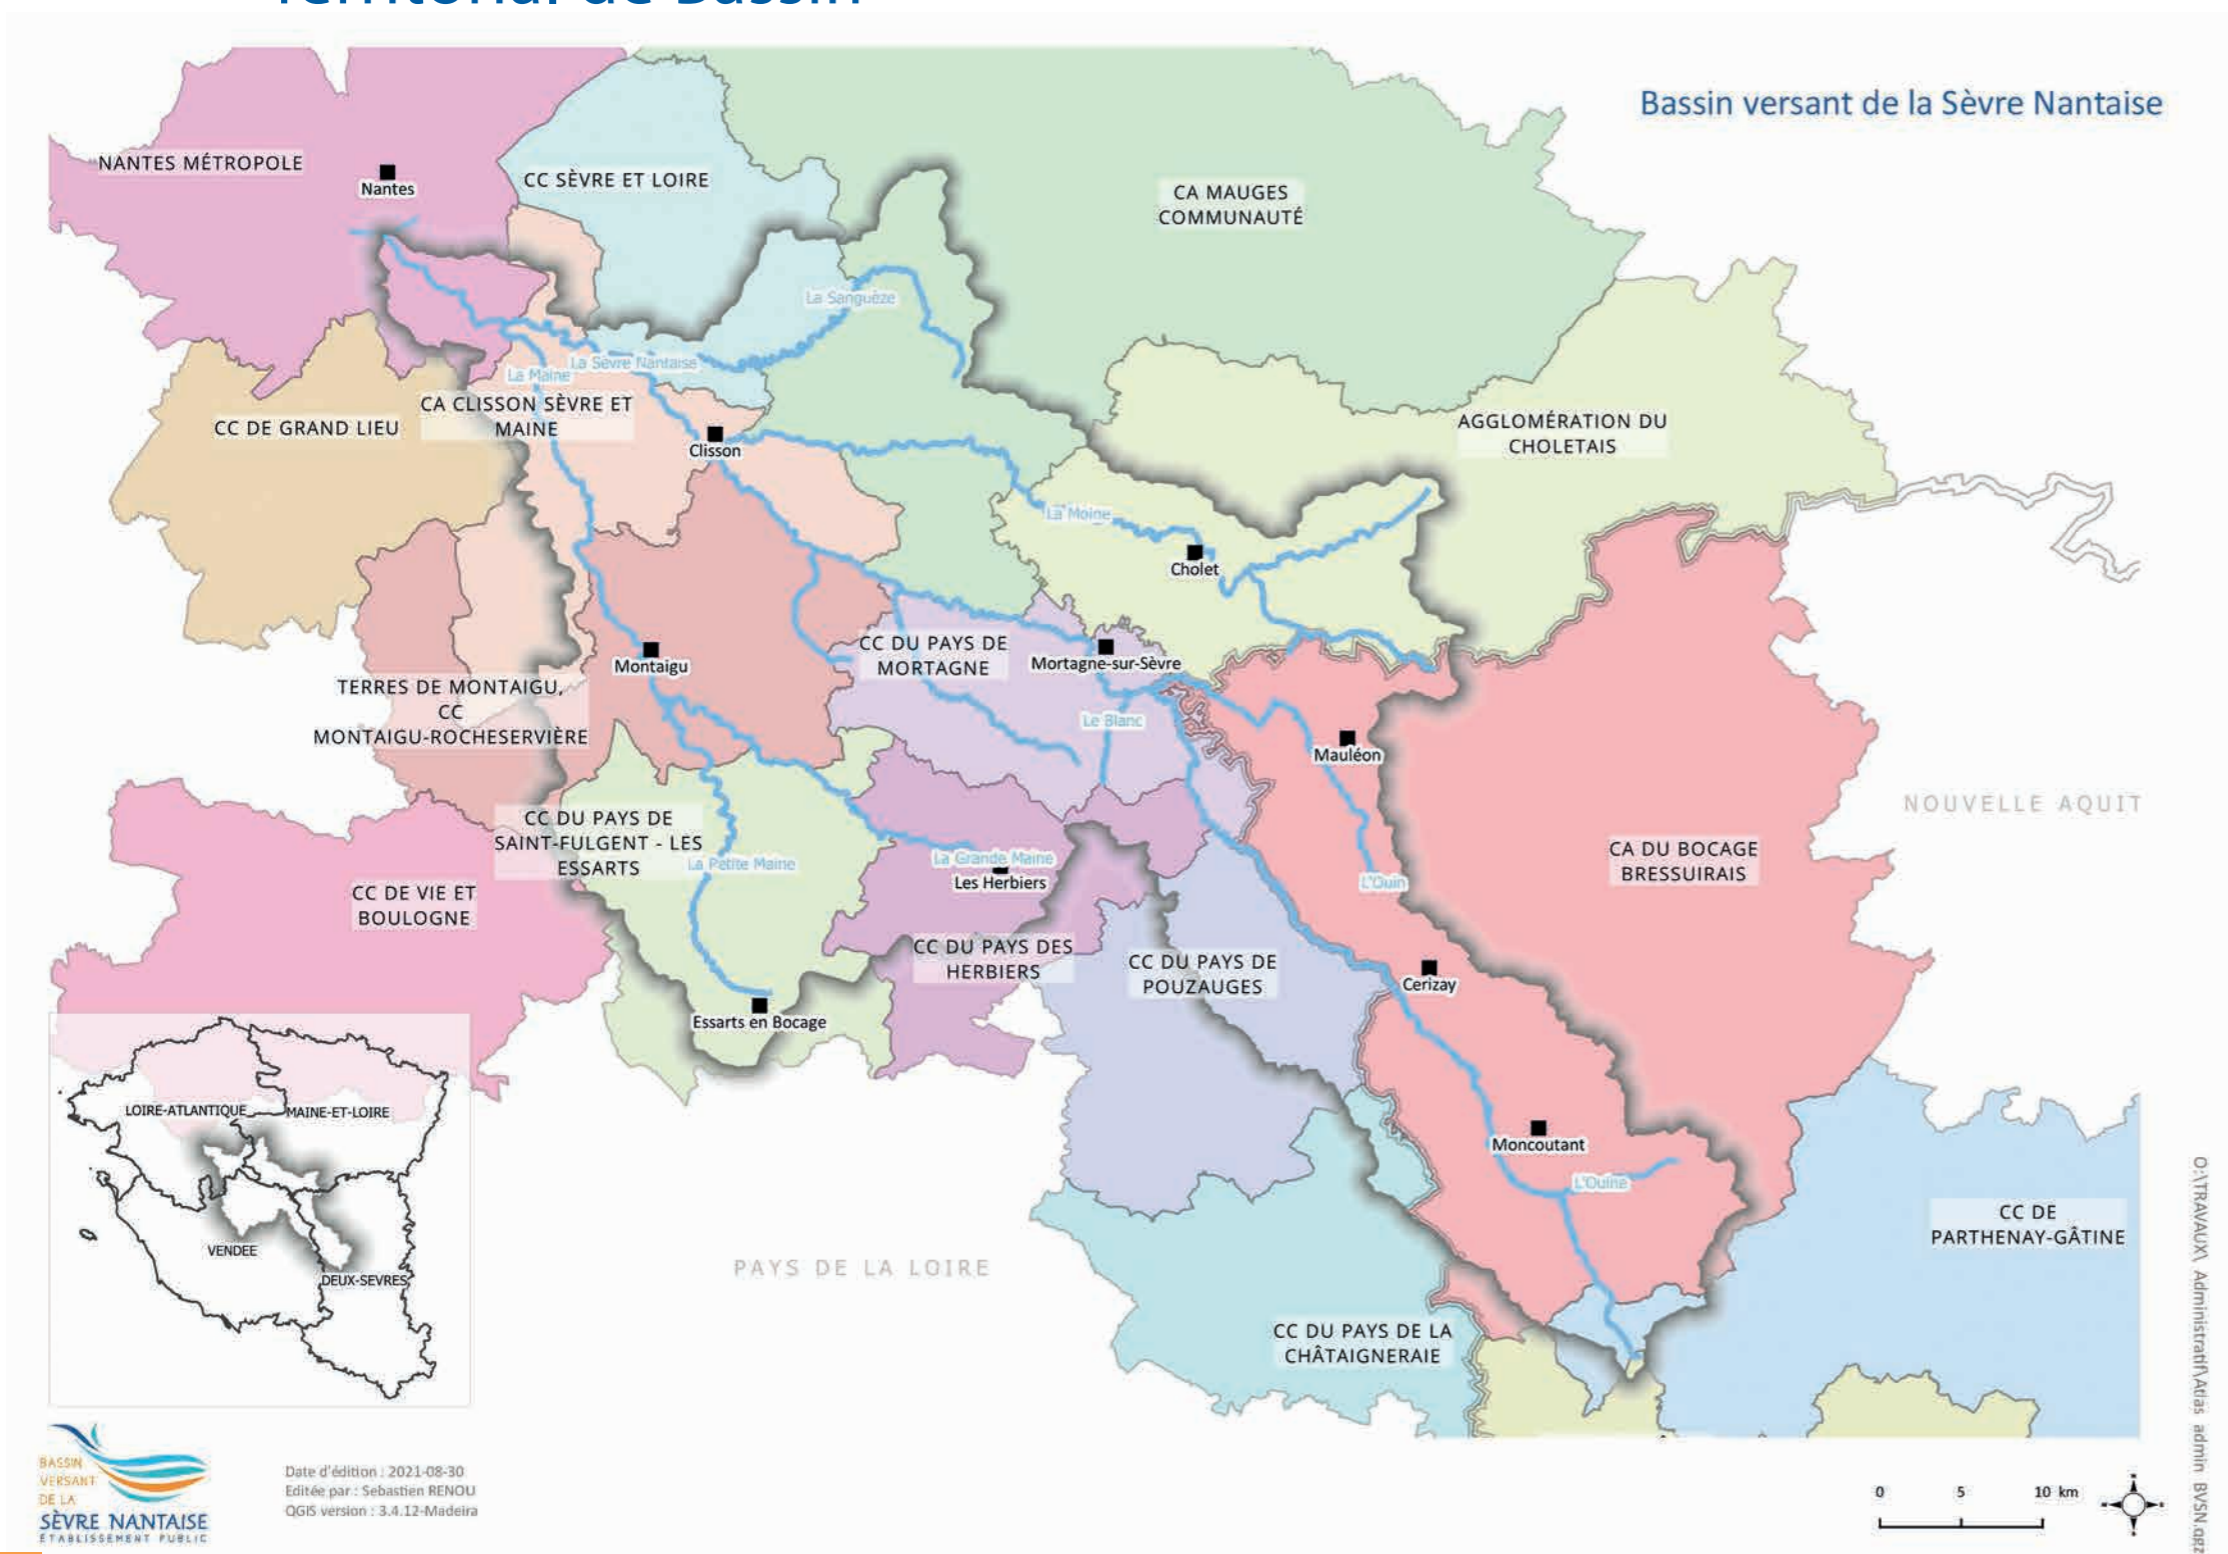 Territorial de Bassin
Bassin versant de la Sèvre Nantaise
NANTES MÉTROPOLE
Nantes
CC SÈVRE ET LOIRE
CA MAUGES
COMMUNAUTÉ
La Sanguèze
La Sèvre Nantaise
La Maine
CC DE GRAND LIEU
CA CLISSON SÈVRE ET
MAINE
Clisson
AGGLOMÉRATION DU
CHOLETAIS
La Moine
Cholet
CC DU PAYS DE
MORTAGNE
Mortagne-sur-Sèvre
Montaigu
TERRES DE MONTAIGU,
CC
MONTAIGU-ROCHESERVIÈRE
Le Blanc
Mauléon
NOUVELLE AQUIT
CC DU PAYS DE
SAINT-FULGENT - LES
ESSARTS
La Petite Maine
La Grande Maine
Les Herbiers
L'Ouin
CA DU BOCAGE
BRESSUIRAIS
CC DE VIE ET
BOULOGNE
CC DU PAYS DES
HERBIERS
CC DU PAYS DE
POUZAUGES
Cerizay
Essarts en Bocage
LOIRE-ATLANTIQUE
MAINE-ET-LOIRE
VENDEE
DEUX-SEVRES
Moncoutant
L'Ouine
CC DE
PARTHENAY-GÂTINE
PAYS DE LA LOIRE
CC DU PAYS DE LA
CHÂTAIGNERAIE
BASSIN
VERSANT
DE LA
SÈVRE NANTAISE
ÉTABLISSEMENT PUBLIC
Date d'édition : 2021-08-30
Editée par : Sebastien RENOU
QGIS version : 3.4.12-Madeira
0 5 10 km
O:\TRAVAUX\_Administratif\Atlas_admin_BVSN.qgz